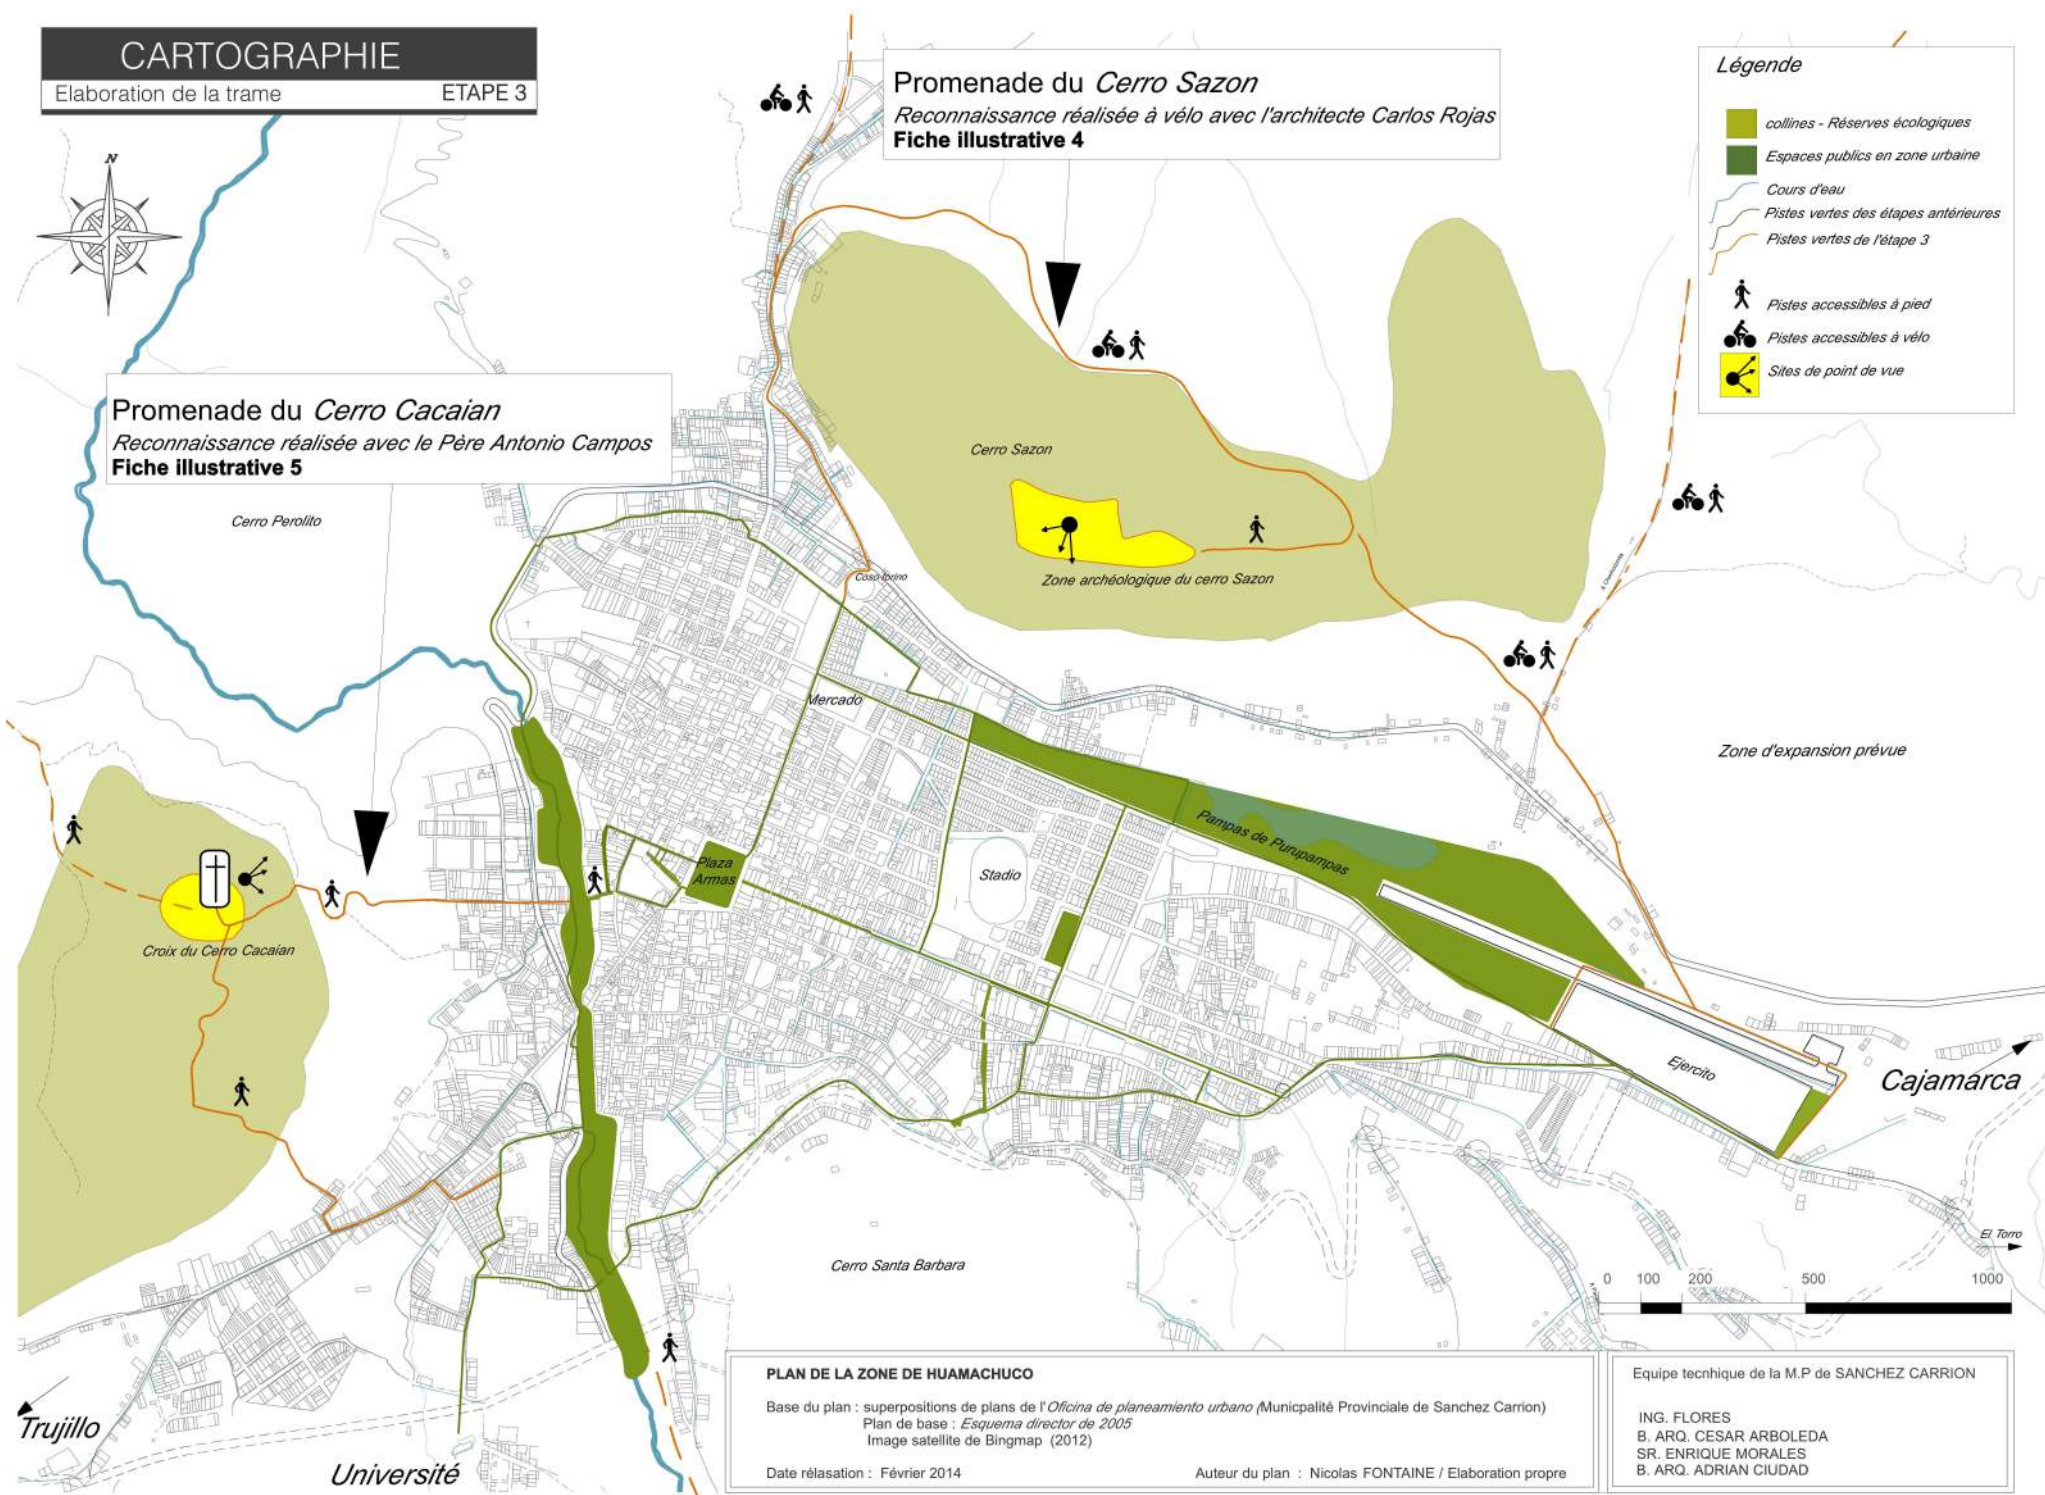 CARTOGRAPHIE
Elaboration de la trame ETAPE 3
N
Promenade du Cerro Sazon
Reconnaissance réalisée à vélo avec l'architecte Carlos Rojas
Fiche illustrative 4
Légende
collines - Réserves écologiques
Espaces publics en zone urbaine
Cours d'eau
Pistes vertes des étapes antérieures
Pistes vertes de l'étape 3
Pistes accessibles à pied
Pistes accessibles à vélo
Sites de point de vue
Promenade du Cerro Cacaian
Reconnaissance réalisée avec le Père Antonio Campos
Fiche illustrative 5
Cerro Perolito
Cerro Sazon
Zone archéologique du cerro Sazon
Coso torino
Mercado
Zone d'expansion prévue
Pampas de Purupampas
Plaza
Armas
Stadio
Croix du Cerro Cacaian
Ejercito
Cajamarca
El Torro
Cerro Santa Barbara
0 100 200 500 1000
Trujillo
Université
PLAN DE LA ZONE DE HUAMACHUCO
Base du plan : superpositions de plans de l'Oficina de planeamiento urbano (Municpalité Provinciale de Sanchez Carrion)
Plan de base : Esquema director de 2005
Image satellite de Bingmap (2012)
Date rélasation : Février 2014 Auteur du plan : Nicolas FONTAINE / Elaboration propre
Equipe tecnhique de la M.P de SANCHEZ CARRION
ING. FLORES
B. ARQ. CESAR ARBOLEDA
SR. ENRIQUE MORALES
B. ARQ. ADRIAN CIUDAD